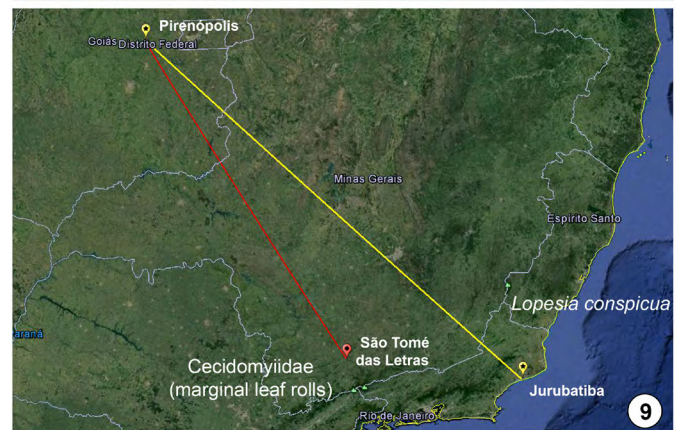 Pirenópolis
Goiás Distrito Federal
Minas Gerais
Espírito Santo
Lopesia conspicua
araná
São Tomé
das Letras
Cecidomyiidae
(marginal leaf rolls)
Jurubatiba
Rio de Janeiro
9